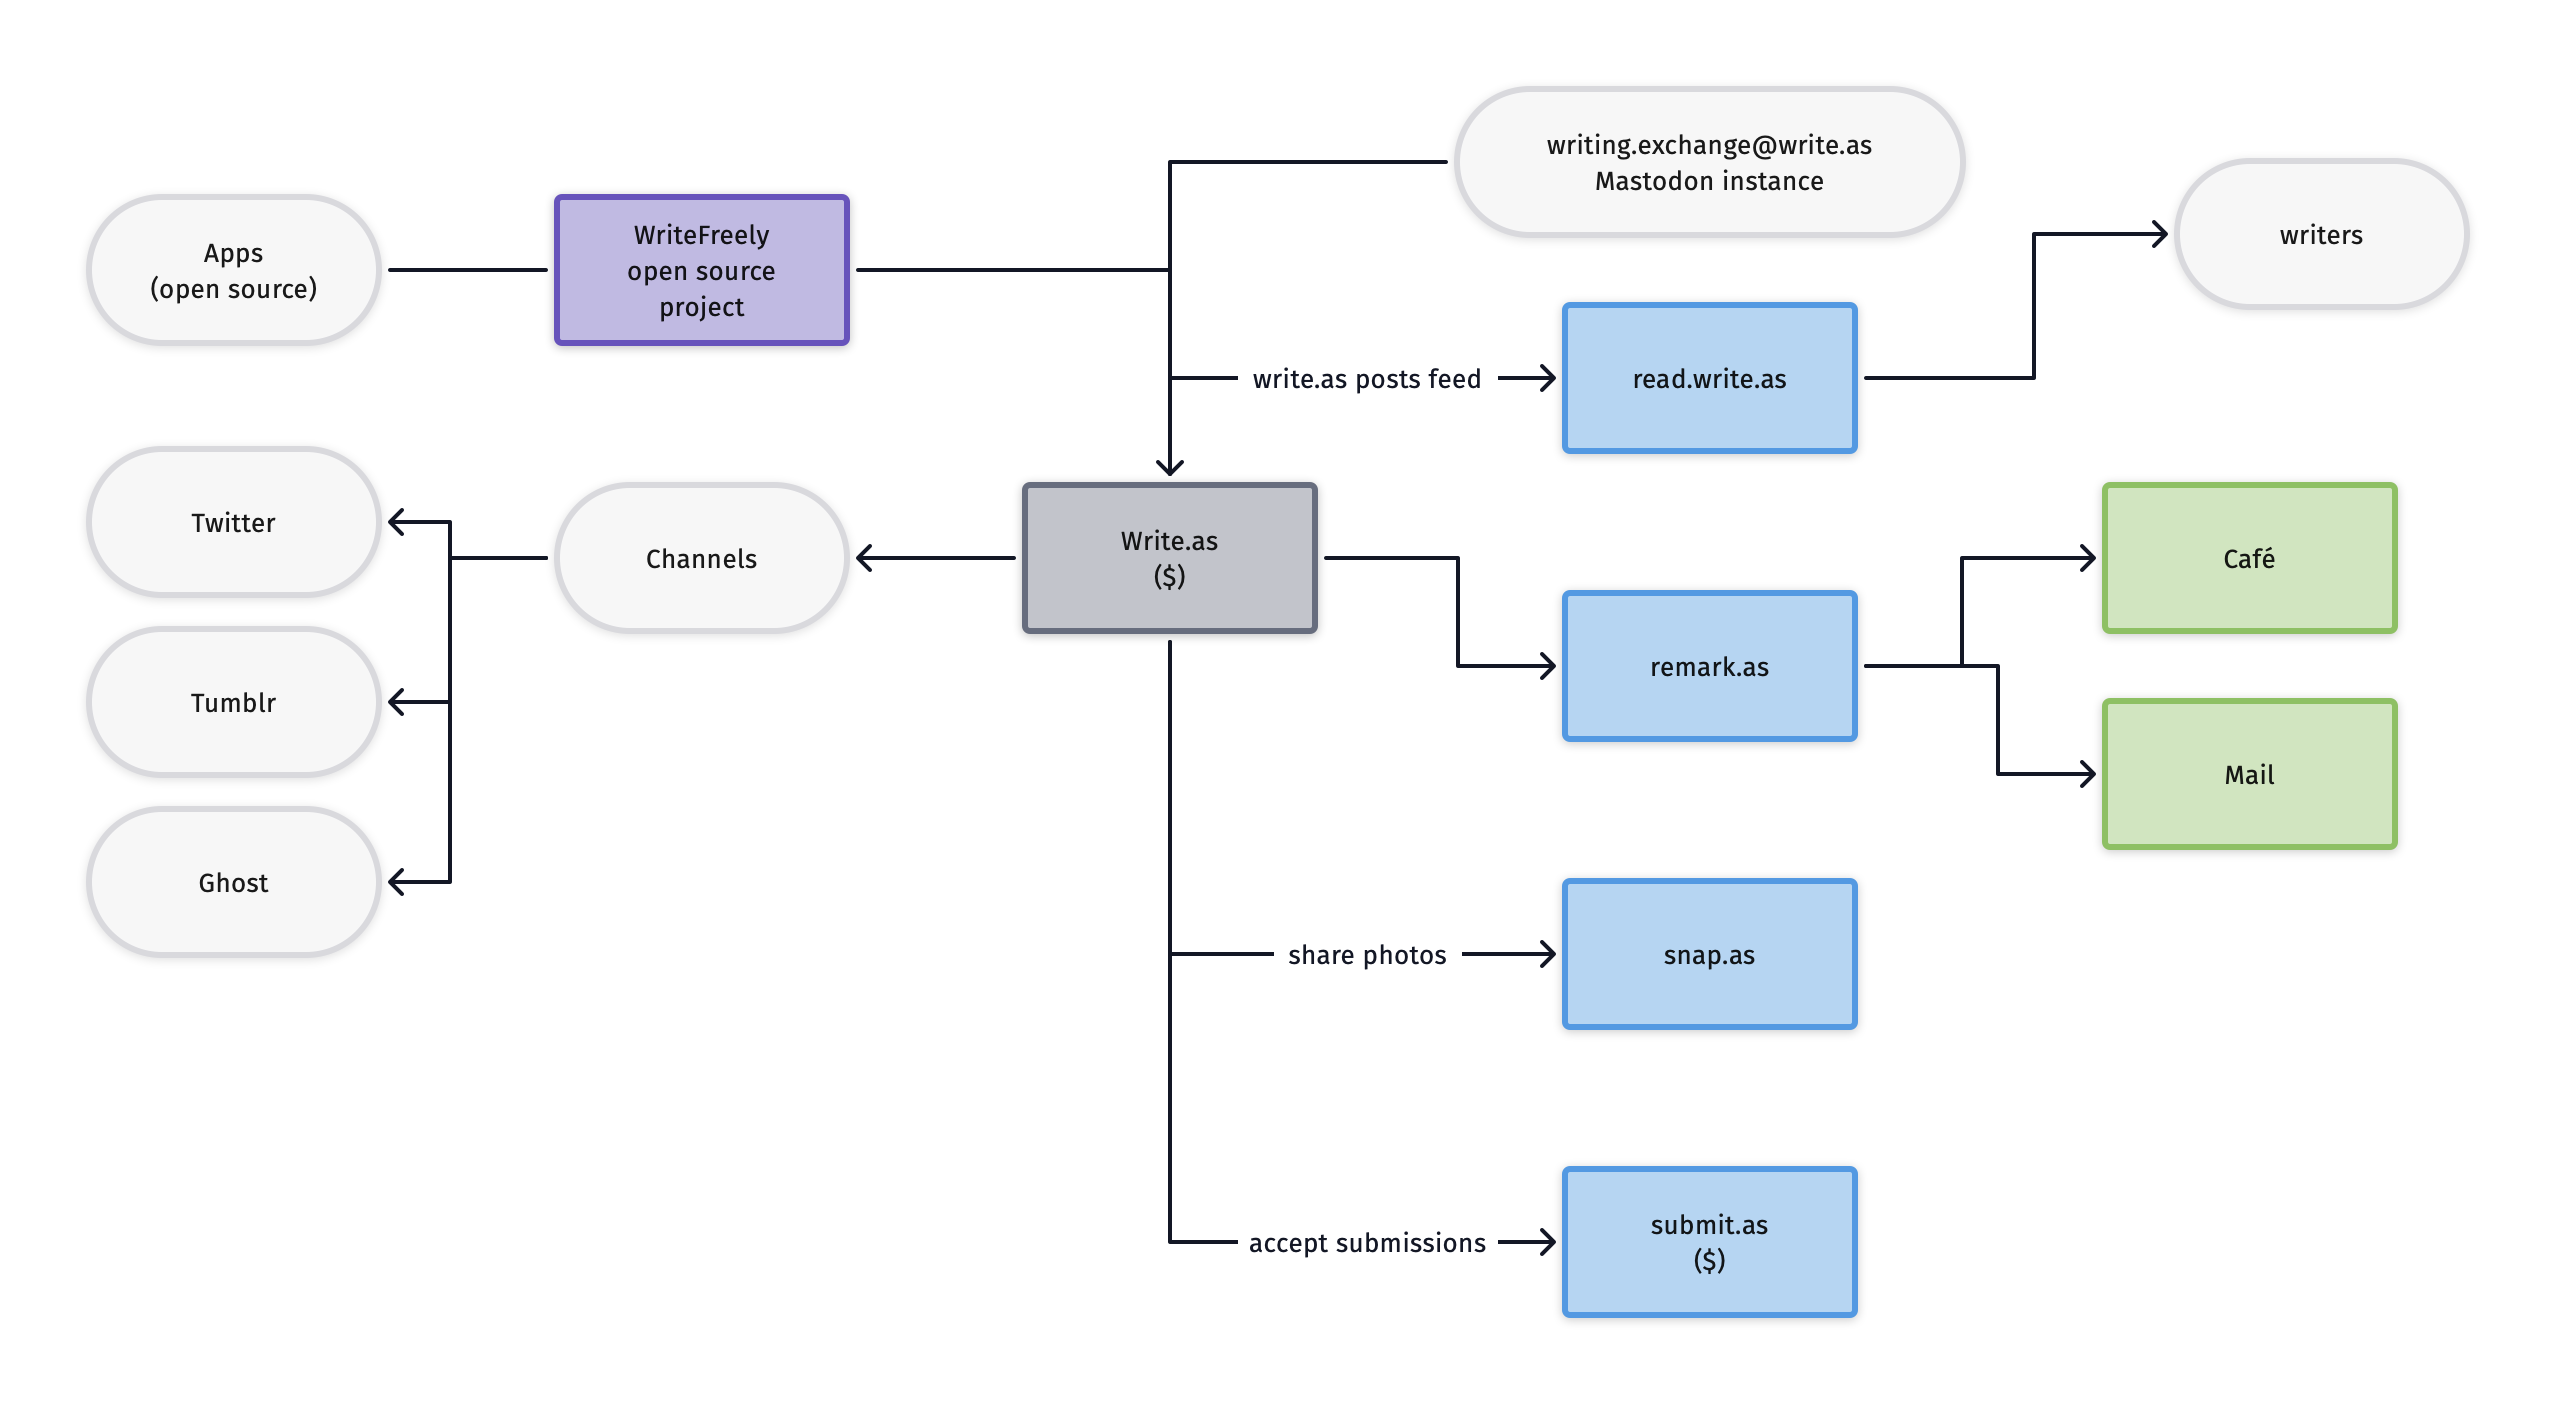 writing.exchange@write.as
Mastodon instance
writers
Apps
(open source)
WriteFreely
open source
project
write.as posts feed
read.write.as
Twitter
Channels
Write.as
($)
Café
Tumblr
remark.as
Mail
Ghost
share photos
snap.as
accept submissions
submit.as
($)